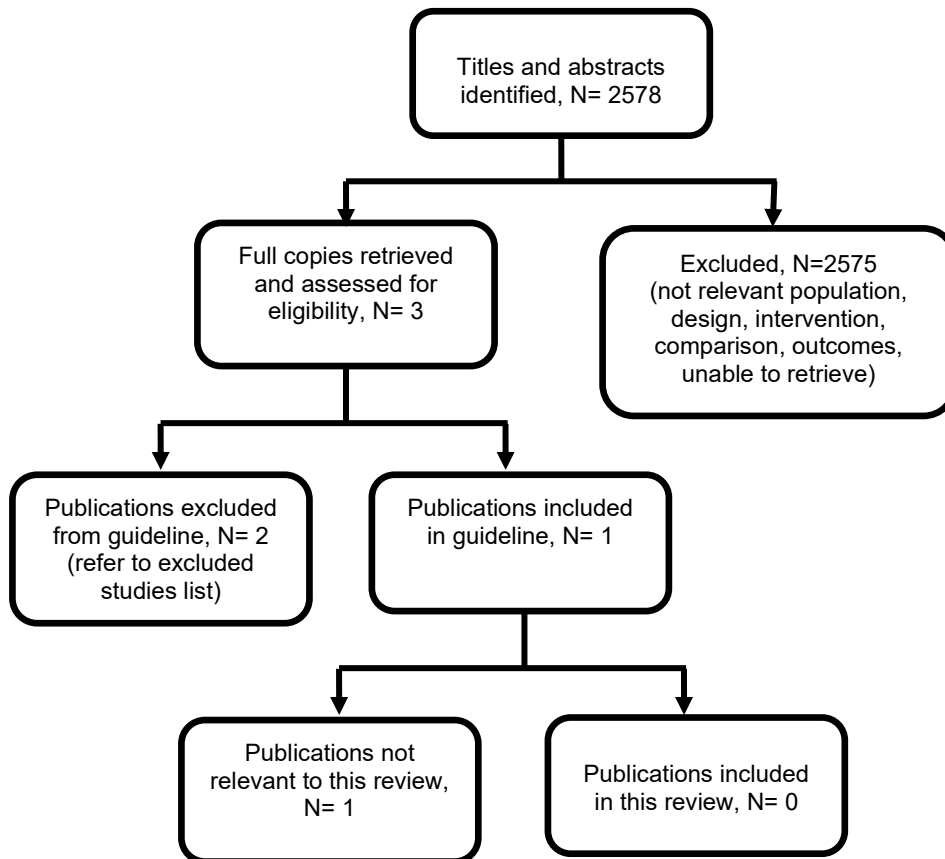 Titles and abstracts
identified, N= 2578
Full copies retrieved
and assessed for
eligibility, N= 3
Excluded, N=2575
(not relevant population,
design, intervention,
comparison, outcomes,
unable to retrieve)
Publications excluded
from guideline, N= 2
(refer to excluded
studies list)
Publications included
in guideline, N= 1
Publications not
relevant to this review,
N= 1
Publications included
in this review, N= 0